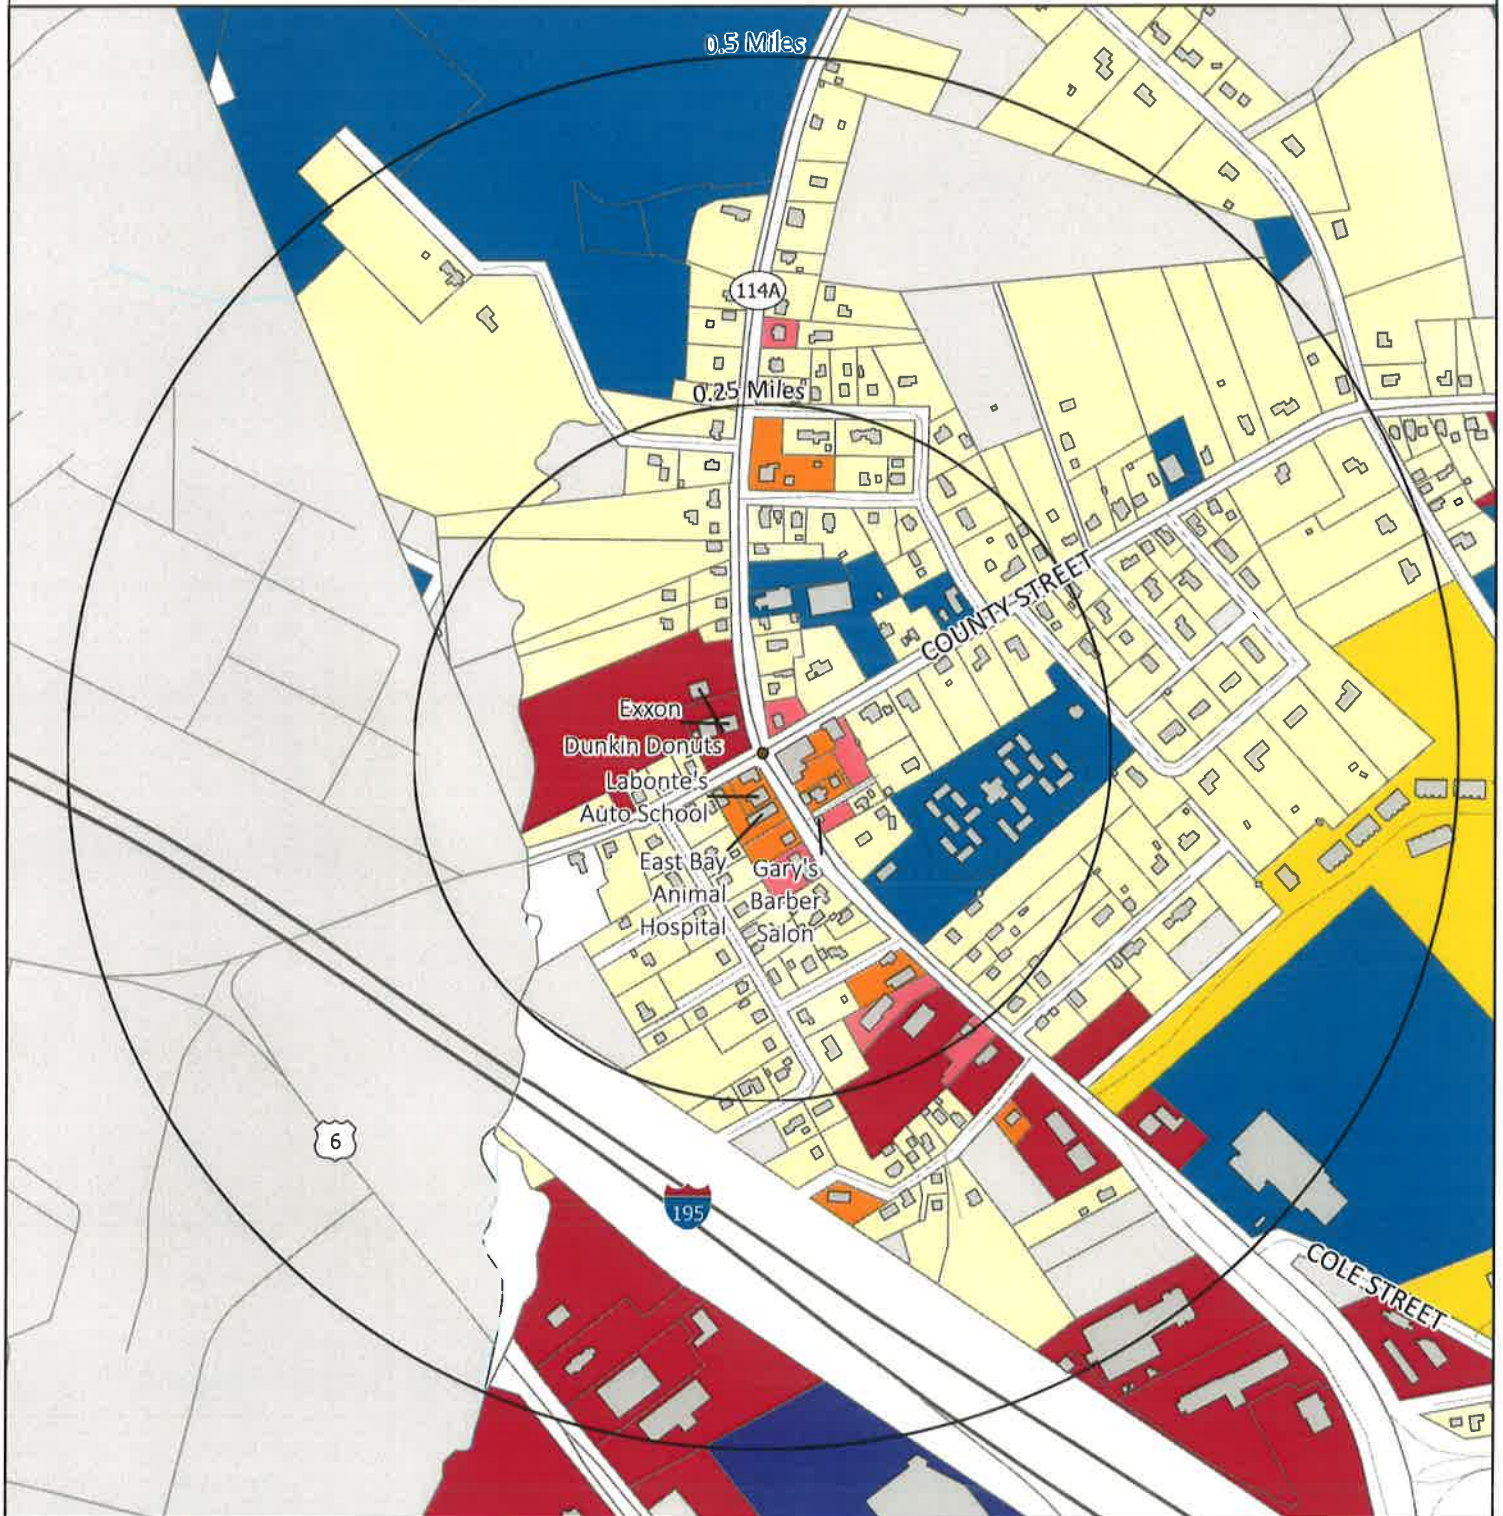 0.5 Miles
114A
0.25 Miles
COUNTY STREET
Exxon
Dunkin Donuts
Labonte's
Auto School
East Bay
Animal
Hospital
Gary's
Barber
Salon
6
195
COLE STREET